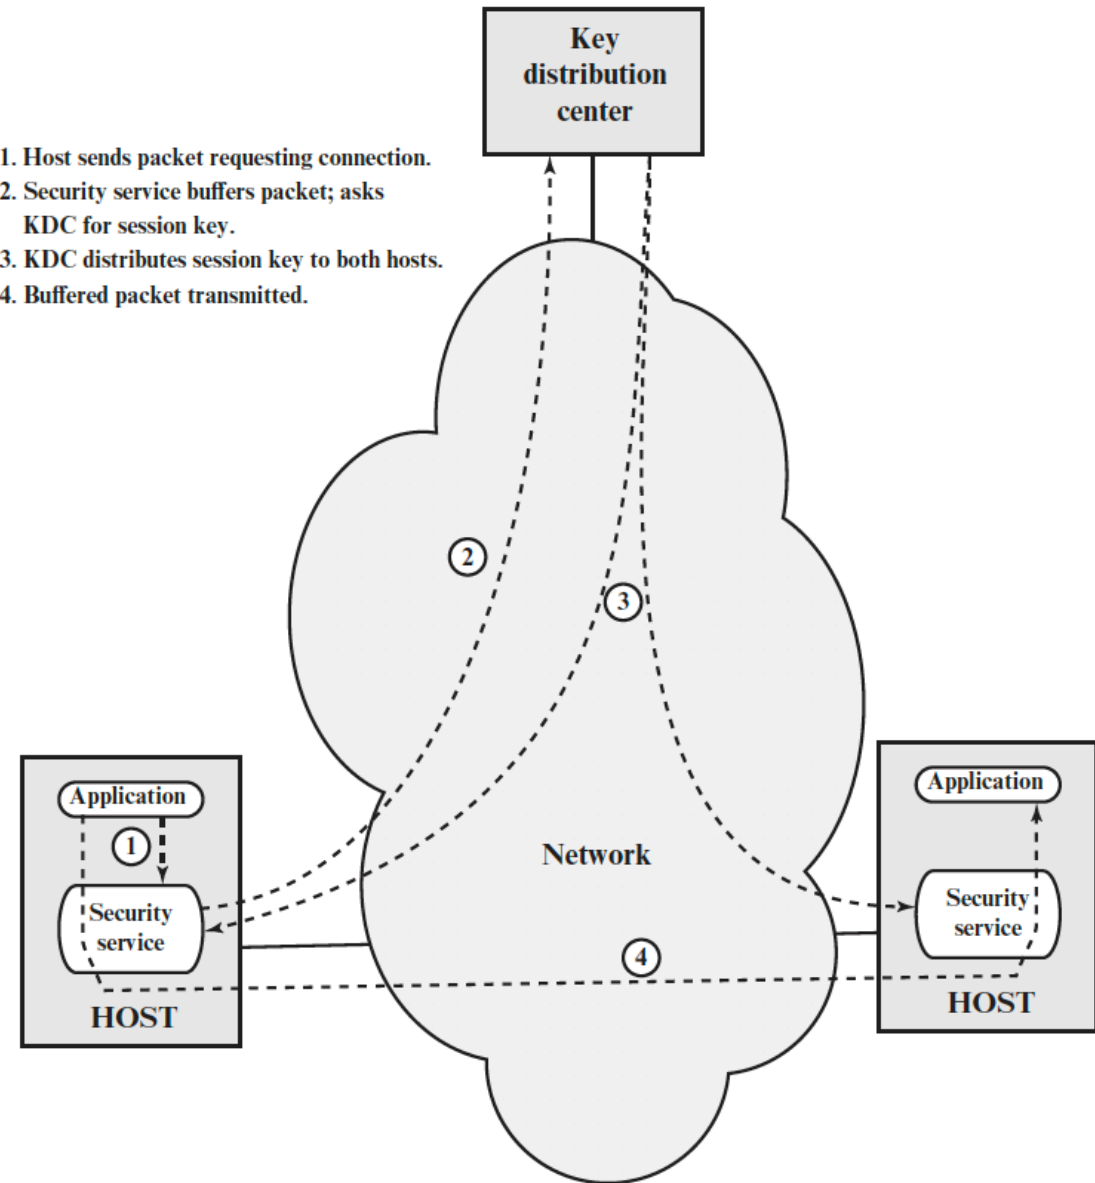 Key
distribution
center
1. Host sends packet requesting connection.
2. Security service buffers packet; asks
KDC for session key.
3. KDC distributes session key to both hosts.
4. Buffered packet transmitted.
2
3
Application
1
Security
service
HOST
Network
4
Application
Security
service
HOST